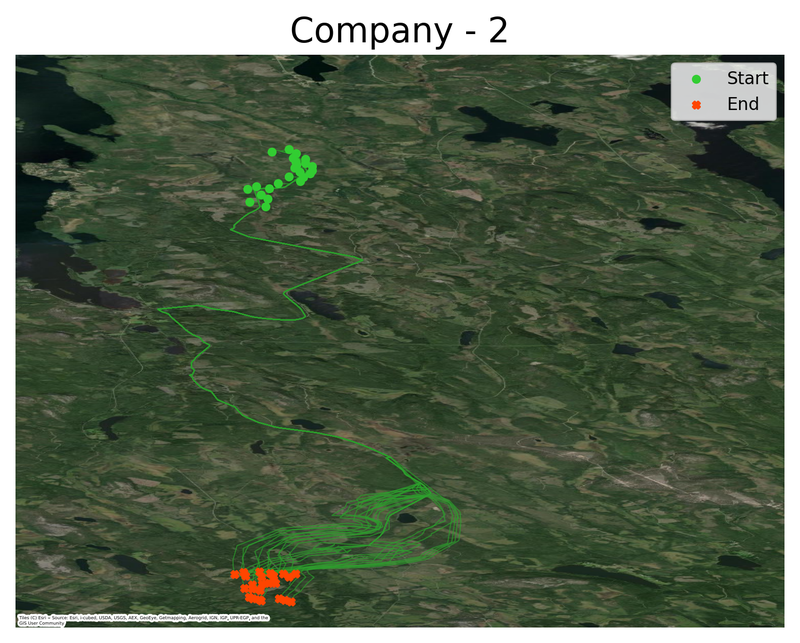 Company - 2
Start
End
Tiles (C) Esri -- Source: Esri, i-cubed, USDA, USGS, AEX, GeoEye, Getmapping, Aerogrid, IGN, IGP, UPR-EGP, and the
GIS User Community